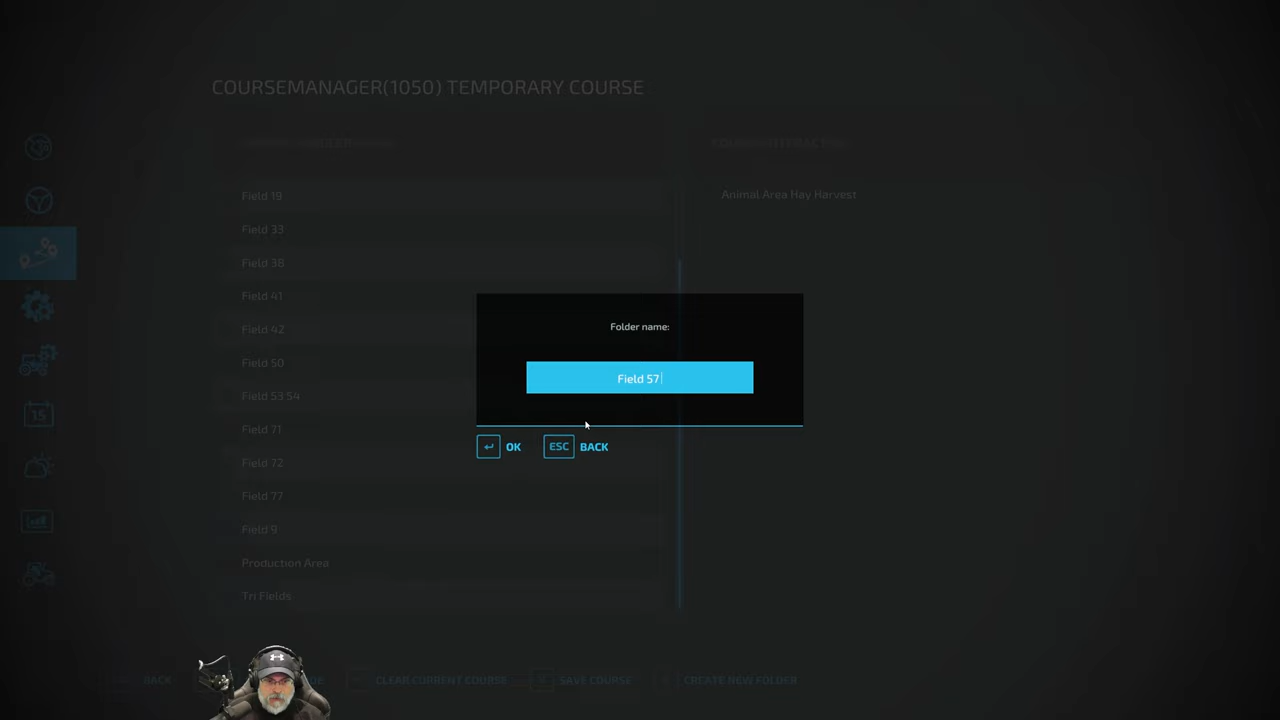 COURSEMANAGER(1050) TEMPORARY COURSE
Field 19
Field 33
Field 38
Field 41
Field 42
Field 50
Field 53 54
Field 71
Field 72
Field 77
Field 9
Production Area
Tri Fields
Animal Area Hay Harvest
Folder name:
Field 57
OK
ESC BACK
15
BACK
CLEAR CURRENT COURSE
SAVE COURSE
CREATE NEW FOLDER